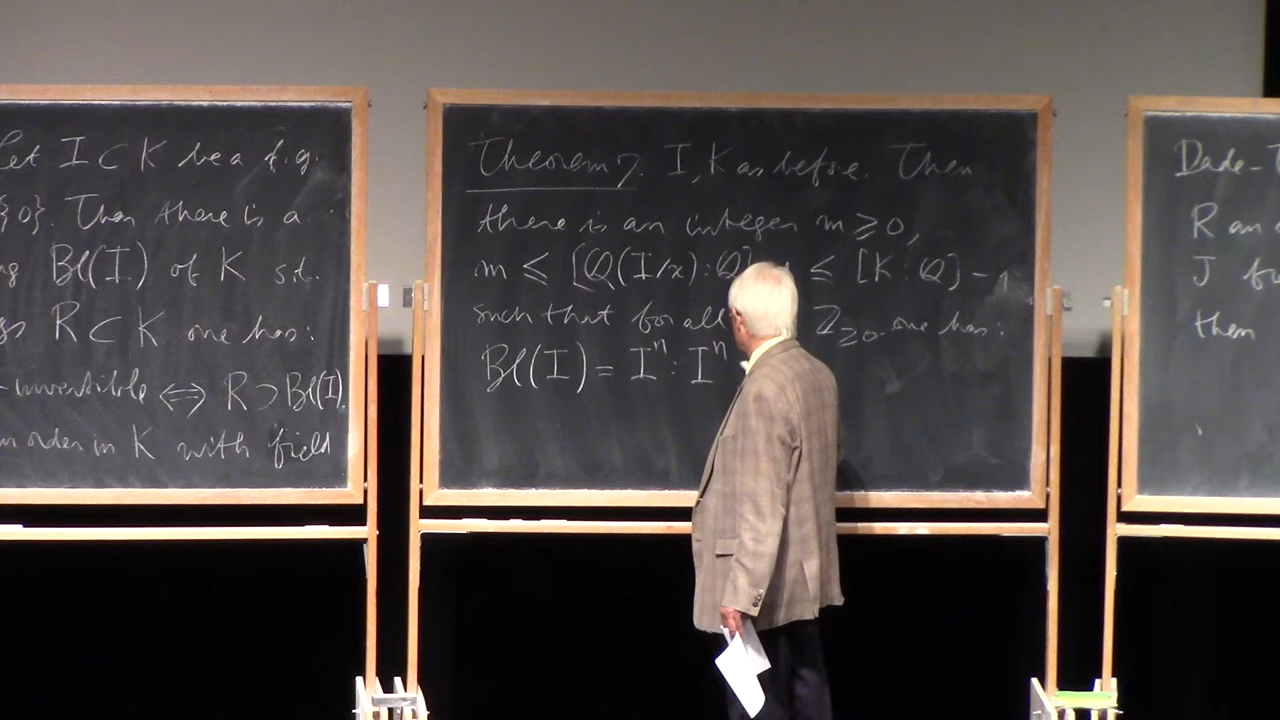 Let I ⊂ K be a f.g.
{0}. Then there is a
Bl(I) of K s.t.
R ⊂ K one has:
-invertible ⟺ R ⊃ Bl(I).
order in K with field
Theorem 7. I, K as before. Then
there is an integer m ≥ 0,
m ≤ [Q(I/x):Q] ≤ [K:Q] - 1
such that for all Z≥0 one has:
Bl(I) = Iⁿ : Iⁿ
Dade-
R an
J
then